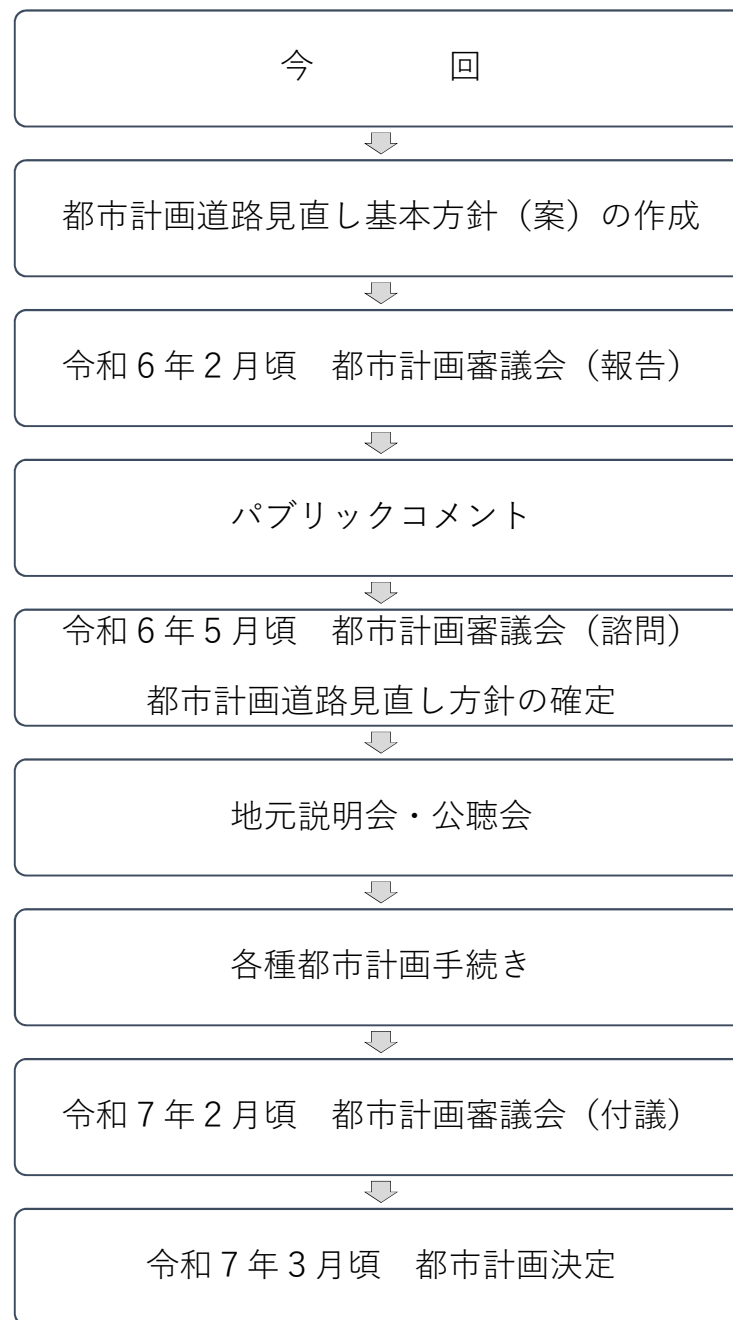 今　　　　回
都市計画道路見直し基本方針（案）の作成
令和６年２月頃　都市計画審議会（報告）
パブリックコメント
令和６年５月頃　都市計画審議会（諮問）
都市計画道路見直し方針の確定
地元説明会・公聴会
各種都市計画手続き
令和７年２月頃　都市計画審議会（付議）
令和７年３月頃　都市計画決定